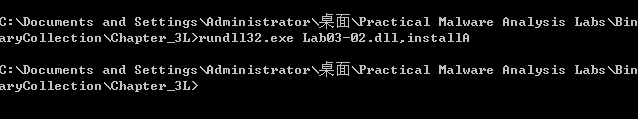 C:\Documents and Settings\Administrator\桌面\Practical Malware Analysis Labs\Bin
aryCollection\Chapter_3L>rundll32.exe Lab03-02.dll,installA
C:\Documents and Settings\Administrator\桌面\Practical Malware Analysis Labs\Bin
aryCollection\Chapter_3L>